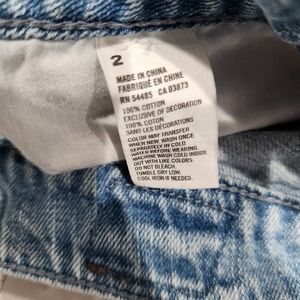 2
MADE IN CHINA
FABRIQUÉ EN CHINE
RN 54485 CA 03873
100% COTTON
EXCLUSIVE OF DECORATION
100% COTON
SANS LES DÉCORATIONS
COLOR MAY TRANSFER
WHEN NEW WASH ONCE
SEPARATELY IN COLD
WATER BEFORE WEARING
MACHINE WASH COLD INSIDE
OUT WITH LIKE COLORS.
DO NOT BLEACH.
TUMBLE DRY LOW.
COOL IRON IF NEEDED.